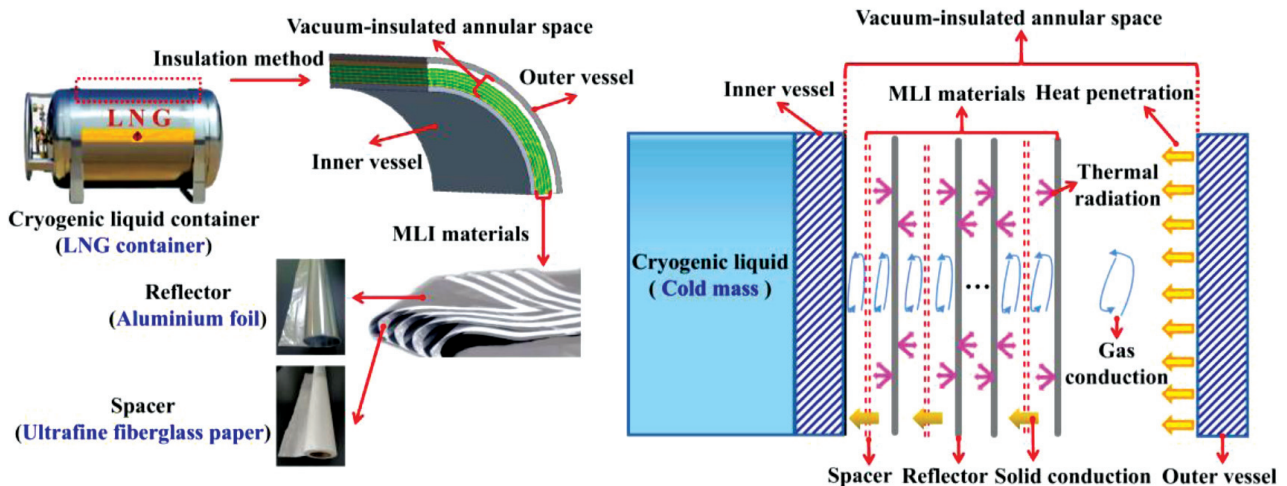 Insulation method
Vacuum-insulated annular space
Outer vessel
L N G
Inner vessel
Cryogenic liquid container
(LNG container)
MLI materials
Reflector
(Aluminium foil)
Spacer
(Ultrafine fiberglass paper)
Vacuum-insulated annular space
Inner vessel
MLI materials
Heat penetration
Thermal
radiation
Cryogenic liquid
( Cold mass )
...
Gas
conduction
Spacer
Reflector
Solid conduction
Outer vessel